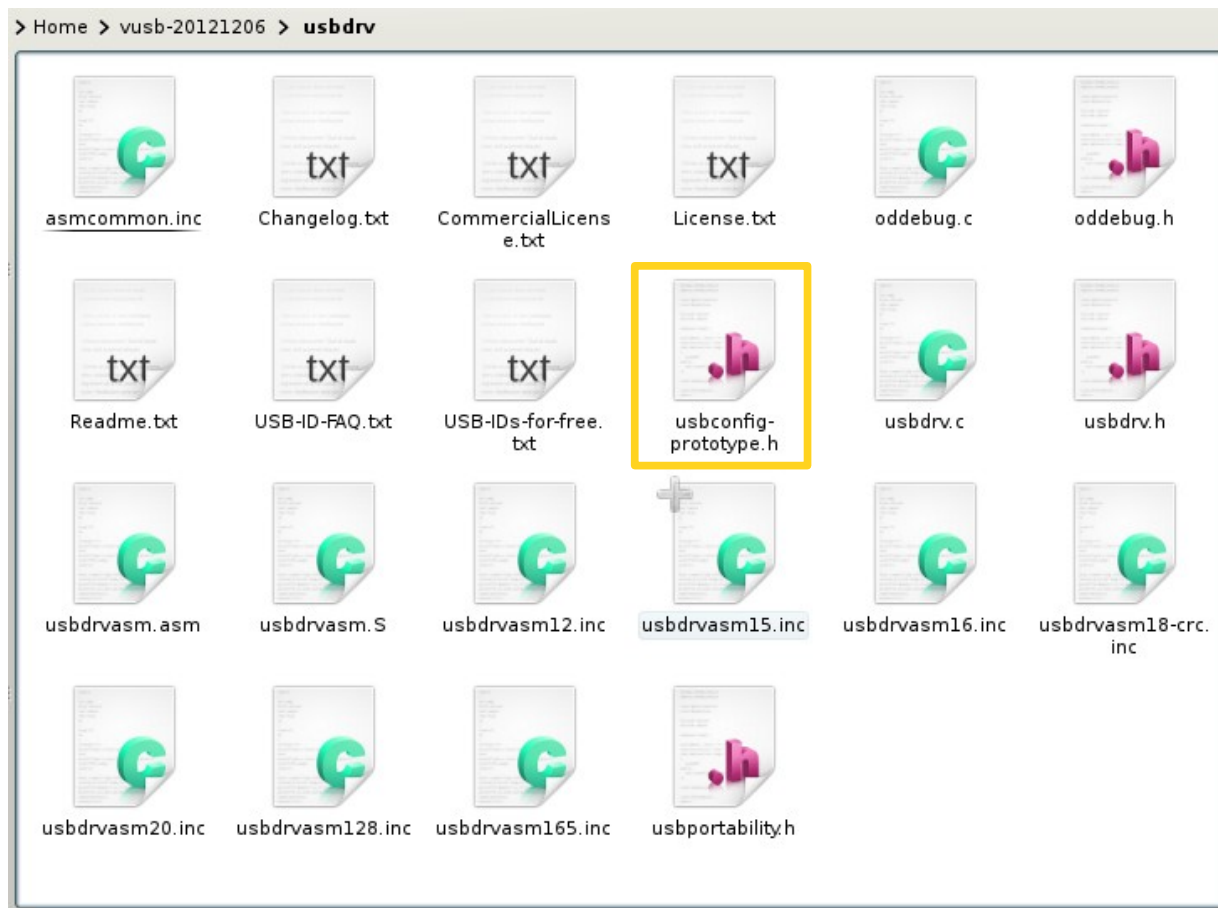 > Home > vusb-20121206 > usbdrv
asmcommon.inc
txt
Changelog.txt
txt
CommercialLicens
e.txt
txt
License.txt
oddebug.c
.h
oddebug.h
txt
Readme.txt
txt
USB-ID-FAQ.txt
txt
USB-IDs-for-free.
txt
.h
usbconfig-
prototype.h
c
usbdrv.c
.h
usbdrv.h
c
usbdrvasm.asm
c
usbdrvasm.S
c
usbdrvasm12.inc
c
usbdrvasm15.inc
c
usbdrvasm16.inc
c
usbdrvasm18-crc.
inc
c
usbdrvasm20.inc
c
usbdrvasm128.inc
c
usbdrvasm165.inc
.h
usbportability.h